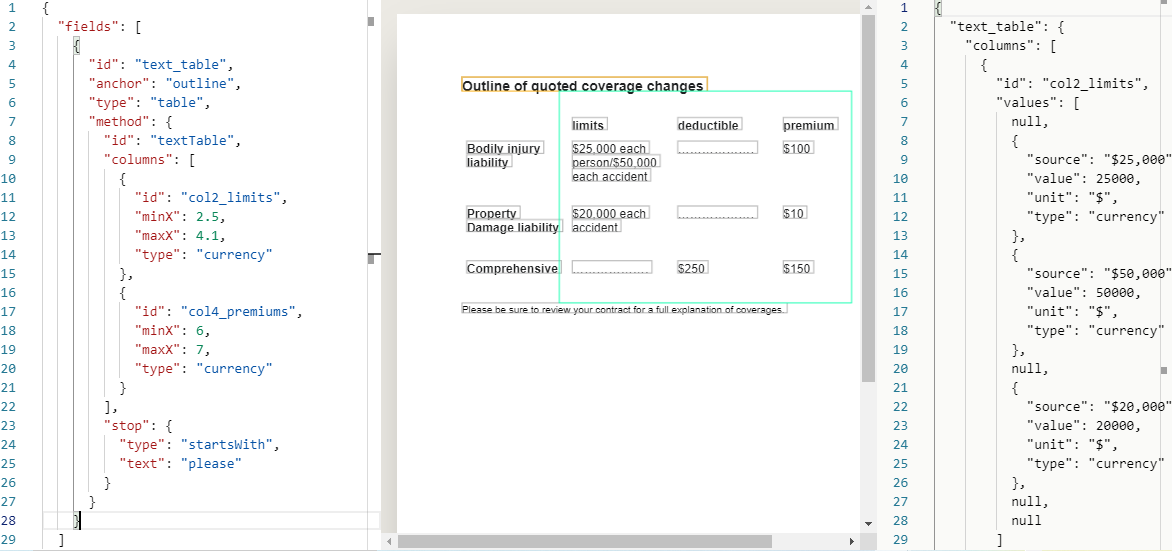 1 {
2 "fields": [
3 {
4 "id": "text_table",
5 "anchor": "outline",
6 "type": "table",
7 "method": {
8 "id": "textTable",
9 "columns": [
10 {
11 "id": "col2_limits",
12 "minX": 2.5,
13 "maxX": 4.1,
14 "type": "currency"
15 },
16 {
17 "id": "col4_premiums",
18 "minX": 6,
19 "maxX": 7,
20 "type": "currency"
21 }
22 ],
23 "stop": {
24 "type": "startsWith",
25 "text": "please"
26 }
27 }
28 }
29 ]
Outline of quoted coverage changes
limits deductible premium
Bodily injury $25,000 each ................... $100
liability person/$50,000
each accident
Property $20,000 each ................... $10
Damage liability accident
Comprehensive ................... $250 $150
Please be sure to review your contract for a full explanation of coverages.
1 {
2 "text_table": {
3 "columns": [
4 {
5 "id": "col2_limits",
6 "values": [
7 null,
8 {
9 "source": "$25,000"
10 "value": 25000,
11 "unit": "$",
12 "type": "currency"
13 },
14 {
15 "source": "$50,000"
16 "value": 50000,
17 "unit": "$",
18 "type": "currency"
19 },
20 null,
21 {
22 "source": "$20,000"
23 "value": 20000,
24 "unit": "$",
25 "type": "currency"
26 },
27 null,
28 null
29 ]